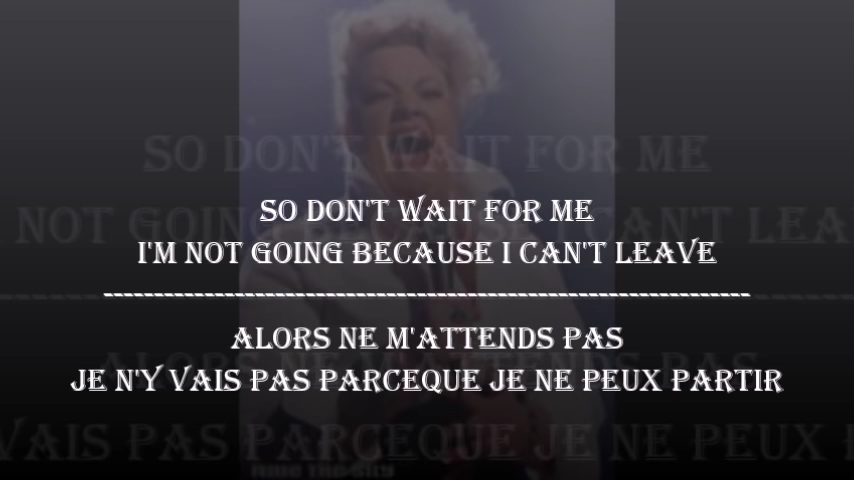 SO DON'T WAIT FOR ME
I'M NOT GOING BECAUSE I CAN'T LEAVE
------------------------------------------------------------------
ALORS NE M'ATTENDS PAS
JE N'Y VAIS PAS PARCEQUE JE NE PEUX PARTIR